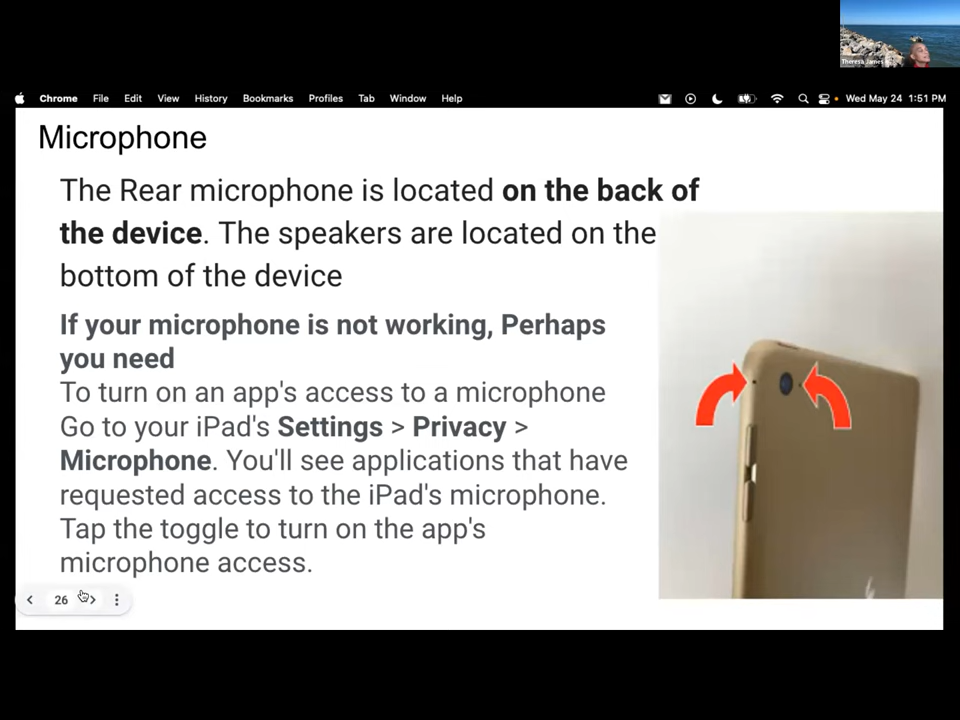 Theresa James
Chrome File Edit View History Bookmarks Profiles Tab Window Help Wed May 24 1:51 PM
Microphone
The Rear microphone is located on the back of
the device. The speakers are located on the
bottom of the device
If your microphone is not working, Perhaps
you need
To turn on an app's access to a microphone
Go to your iPad's Settings > Privacy >
Microphone. You'll see applications that have
requested access to the iPad's microphone.
Tap the toggle to turn on the app's
microphone access.
26